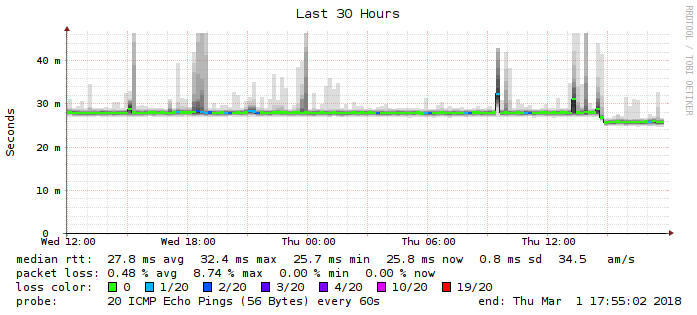 Last 30 Hours
RRDTOOL / TOBI OETIKER
Seconds
40 m
30 m
20 m
10 m
0
Wed 12:00 Wed 18:00 Thu 00:00 Thu 06:00 Thu 12:00
median rtt: 27.8 ms avg 32.4 ms max 25.7 ms min 25.8 ms now 0.8 ms sd 34.5 am/s
packet loss: 0.48 % avg 8.74 % max 0.00 % min 0.00 % now
loss color: 0 1/20 2/20 3/20 4/20 10/20 19/20
probe: 20 ICMP Echo Pings (56 Bytes) every 60s end: Thu Mar 1 17:55:02 2018